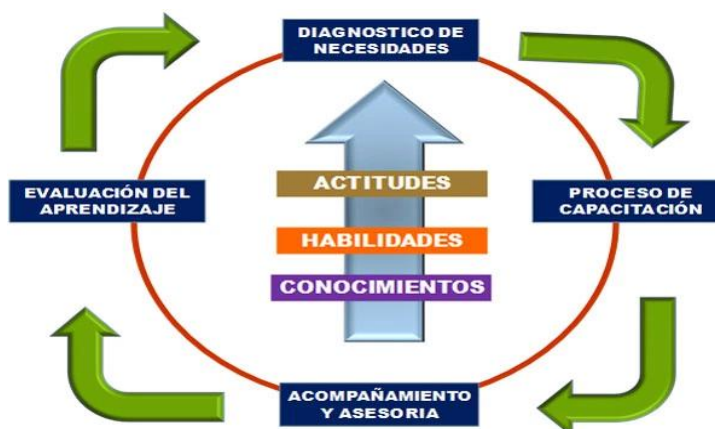 DIAGNOSTICO DE
NECESIDADES
EVALUACIÓN DEL
APRENDIZAJE
ACTITUDES
HABILIDADES
CONOCIMIENTOS
PROCESO DE
CAPACITACIÓN
ACOMPAÑAMIENTO
Y ASESORIA